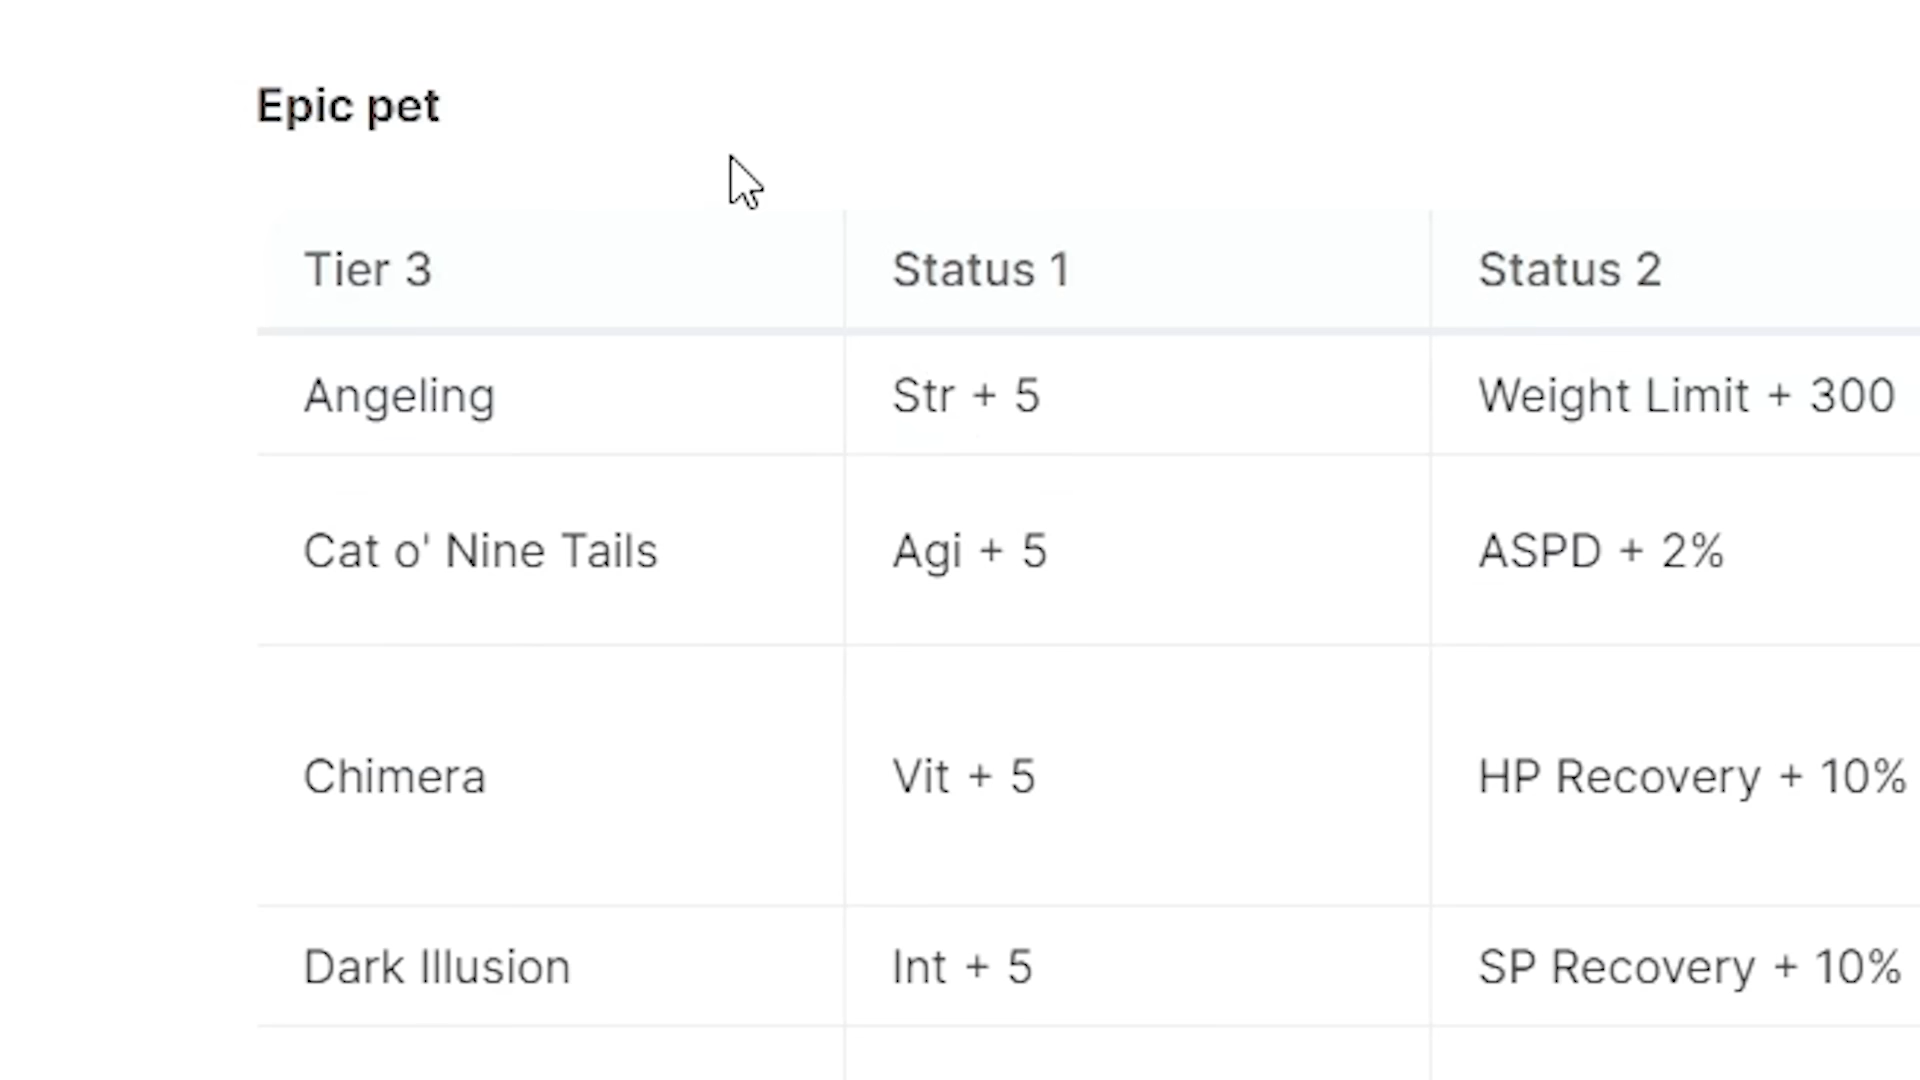 Epic pet
Tier 3 Status 1 Status 2
Angeling Str + 5 Weight Limit + 300
Cat o' Nine Tails Agi + 5 ASPD + 2%
Chimera Vit + 5 HP Recovery + 10%
Dark Illusion Int + 5 SP Recovery + 10%